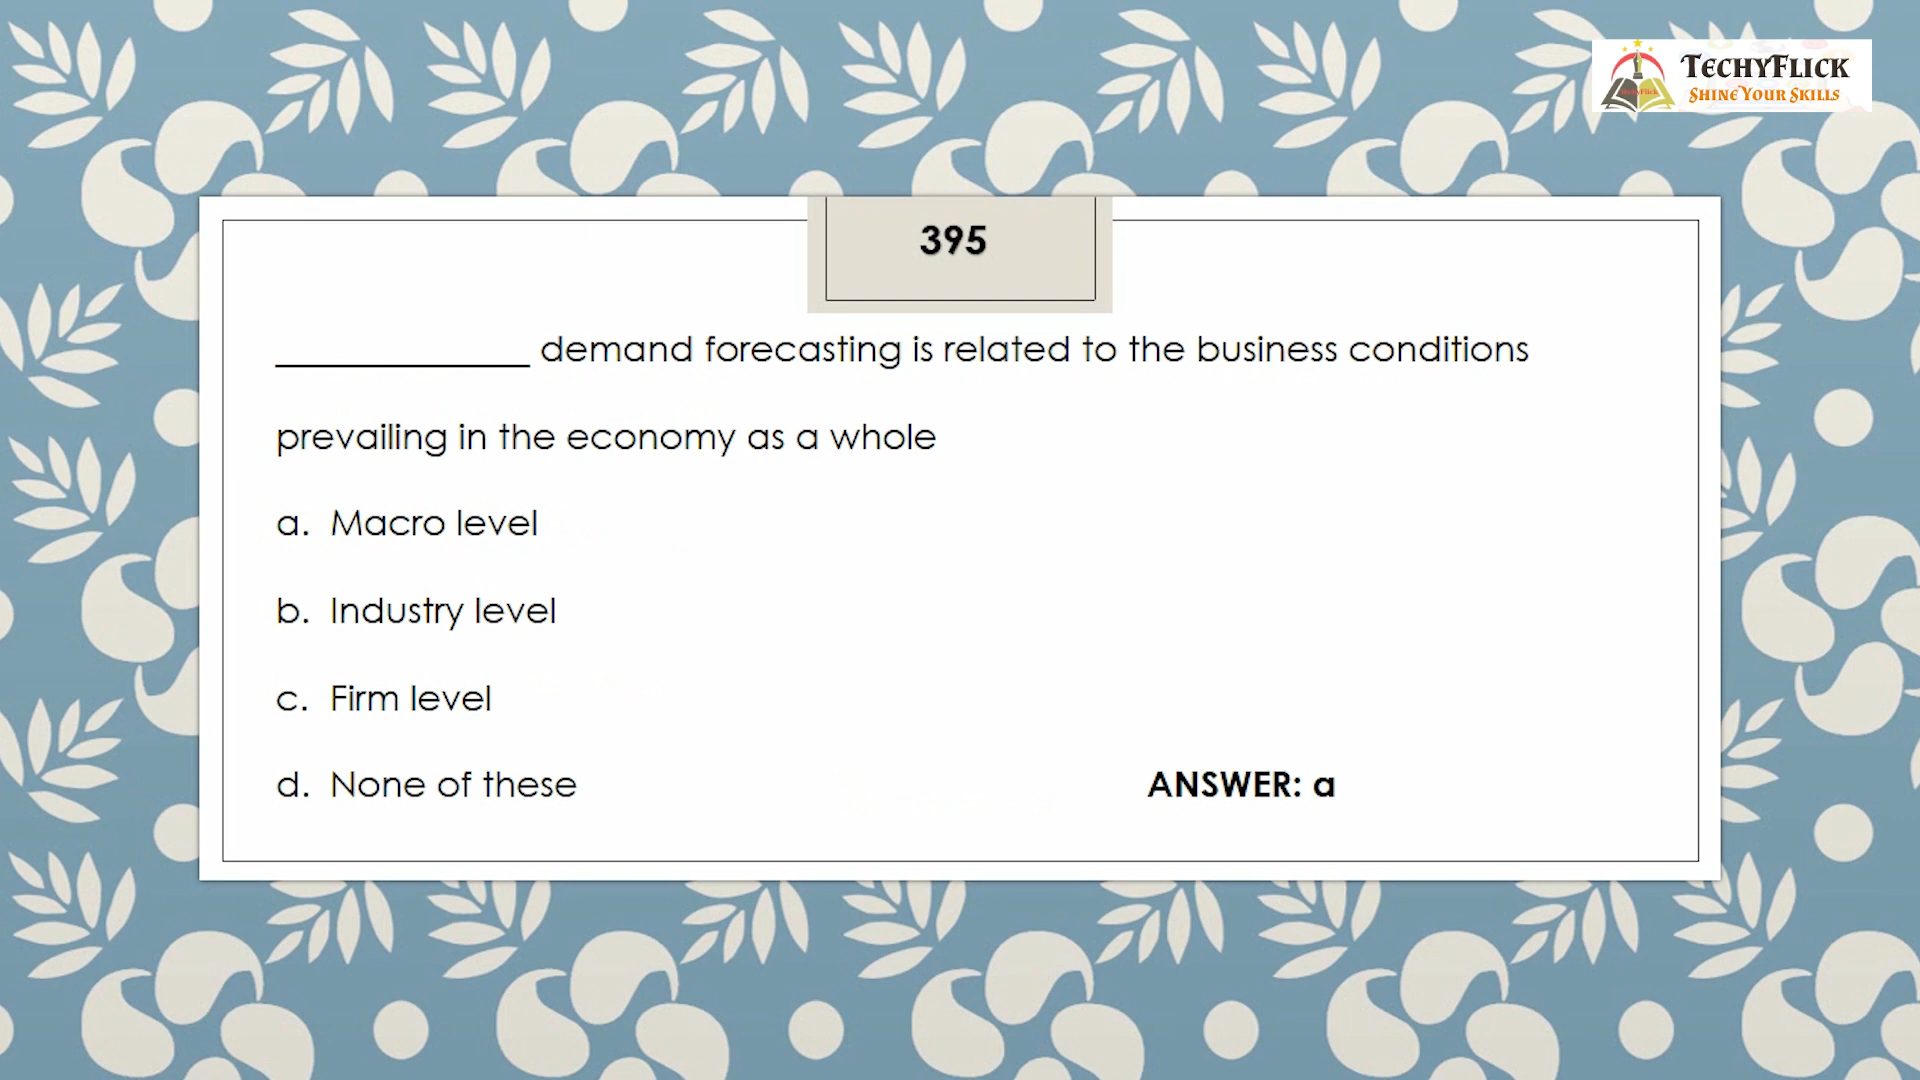 TECHYFLICK
SHINE YOUR SKILLS
395
______________ demand forecasting is related to the business conditions
prevailing in the economy as a whole
a. Macro level
b. Industry level
c. Firm level
d. None of these
ANSWER: a